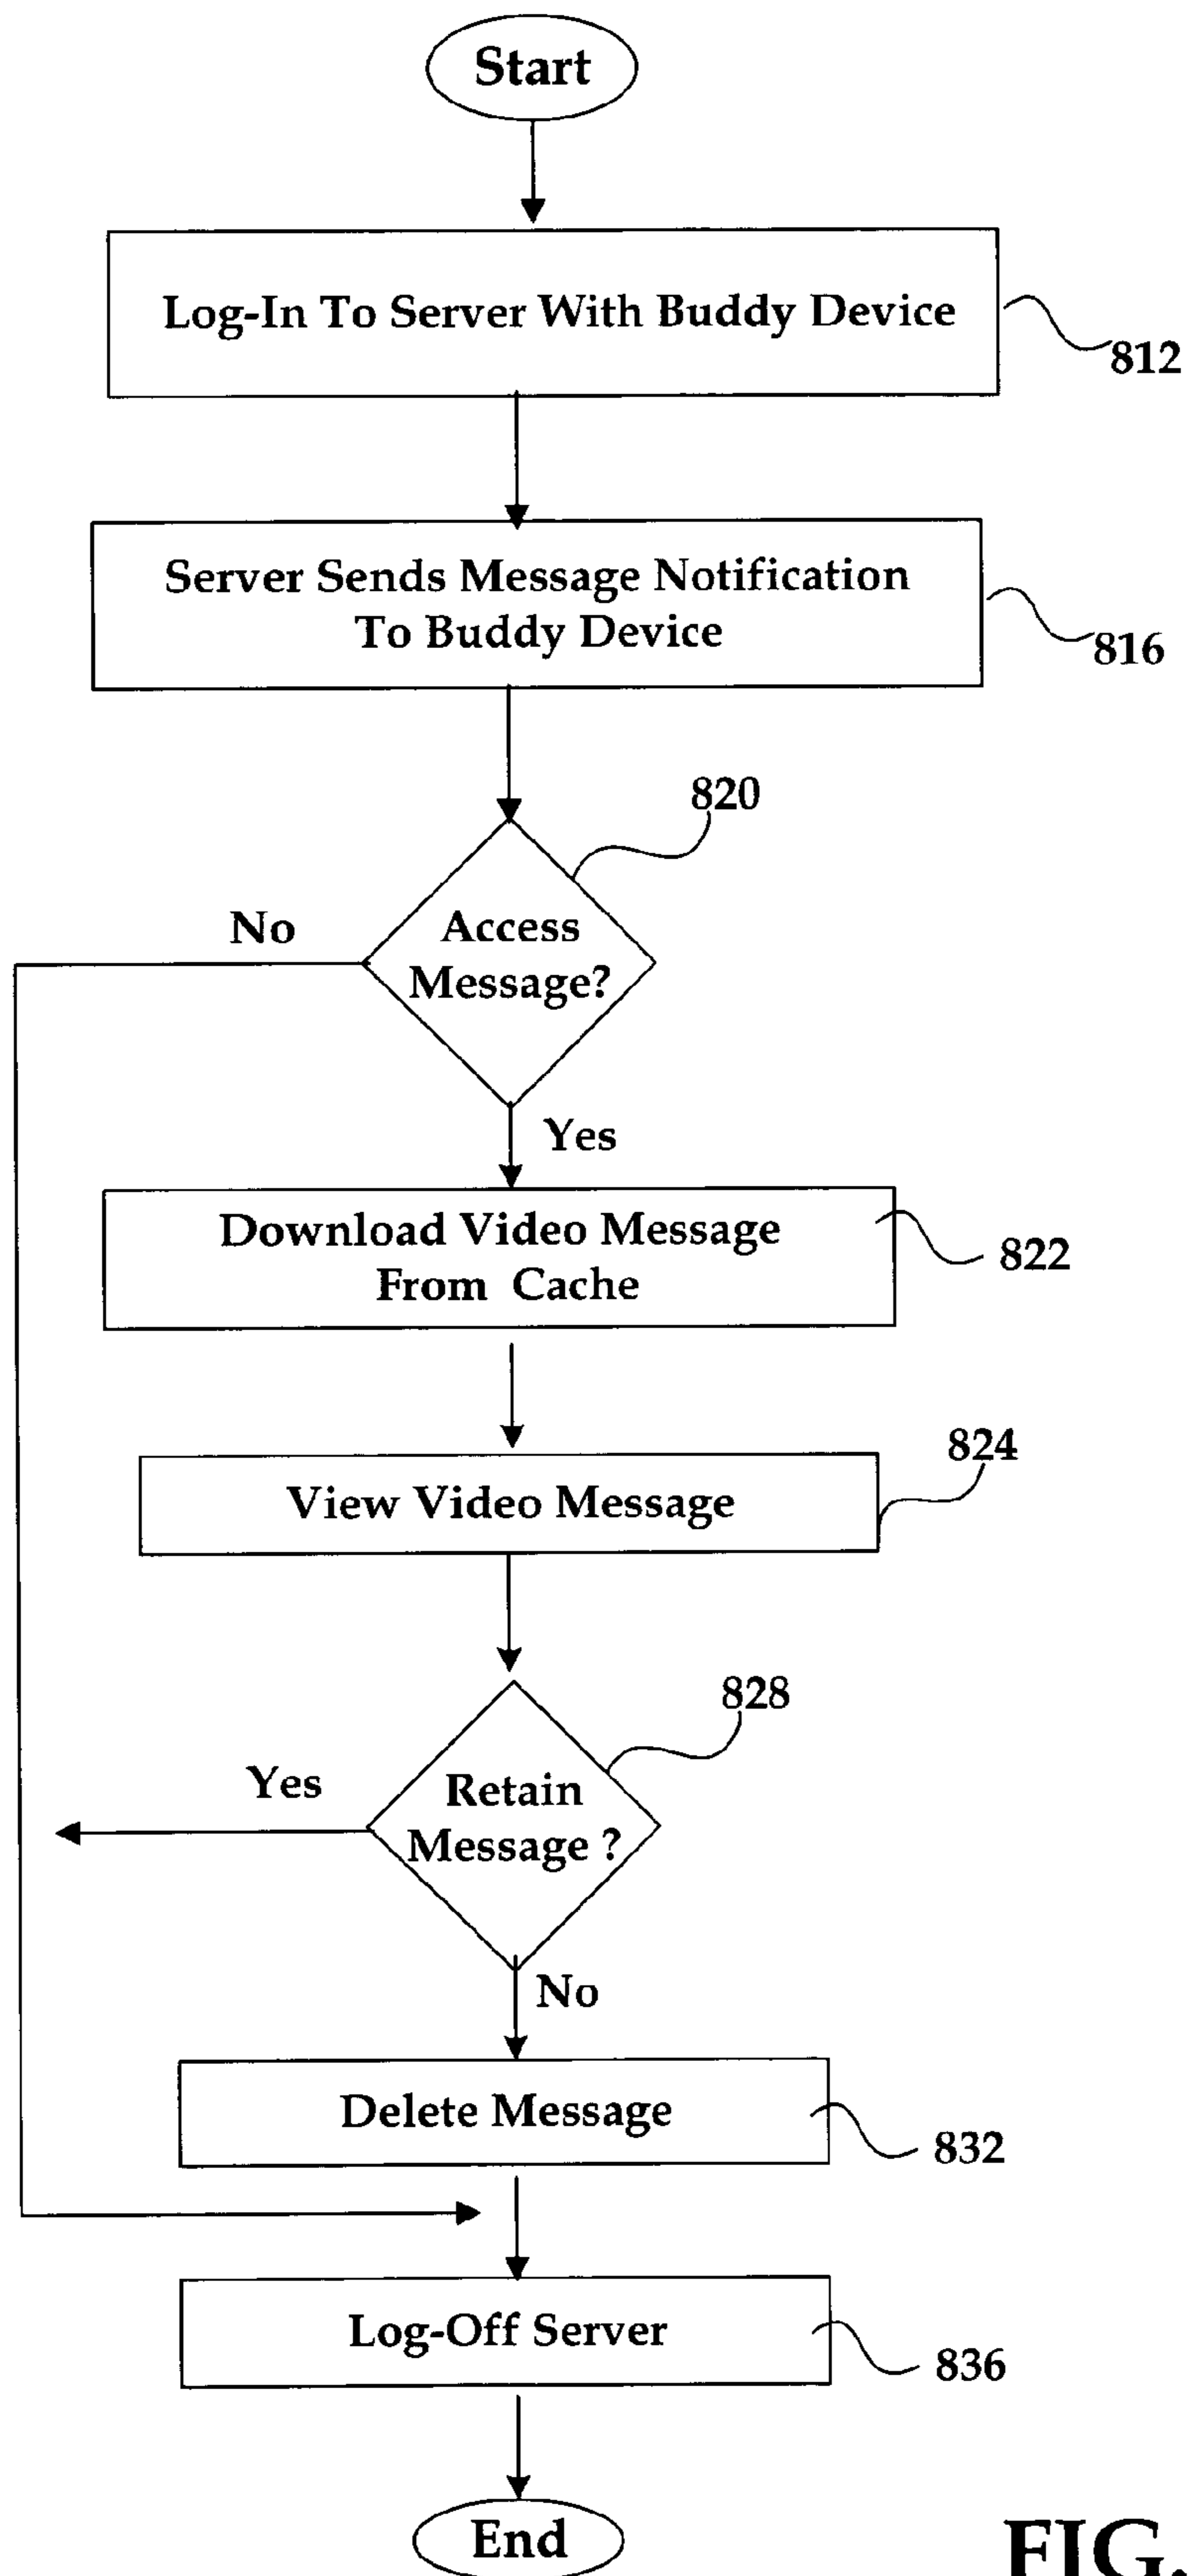 Start
Log-In To Server With Buddy Device
812
Server Sends Message Notification
To Buddy Device
816
820
Access
Message?
No
Yes
Download Video Message
From Cache
822
824
View Video Message
828
Retain
Message ?
Yes
No
Delete Message
832
Log-Off Server
836
End
FIG.